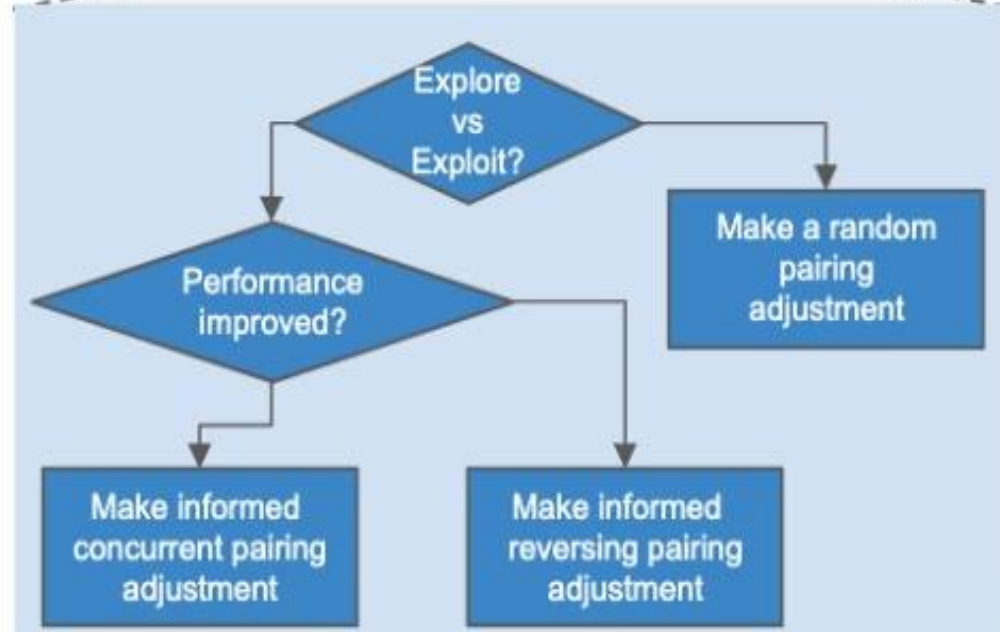 Explore
vs
Exploit?
Make a random
pairing
adjustment
Performance
improved?
Make informed
concurrent pairing
adjustment
Make informed
reversing pairing
adjustment